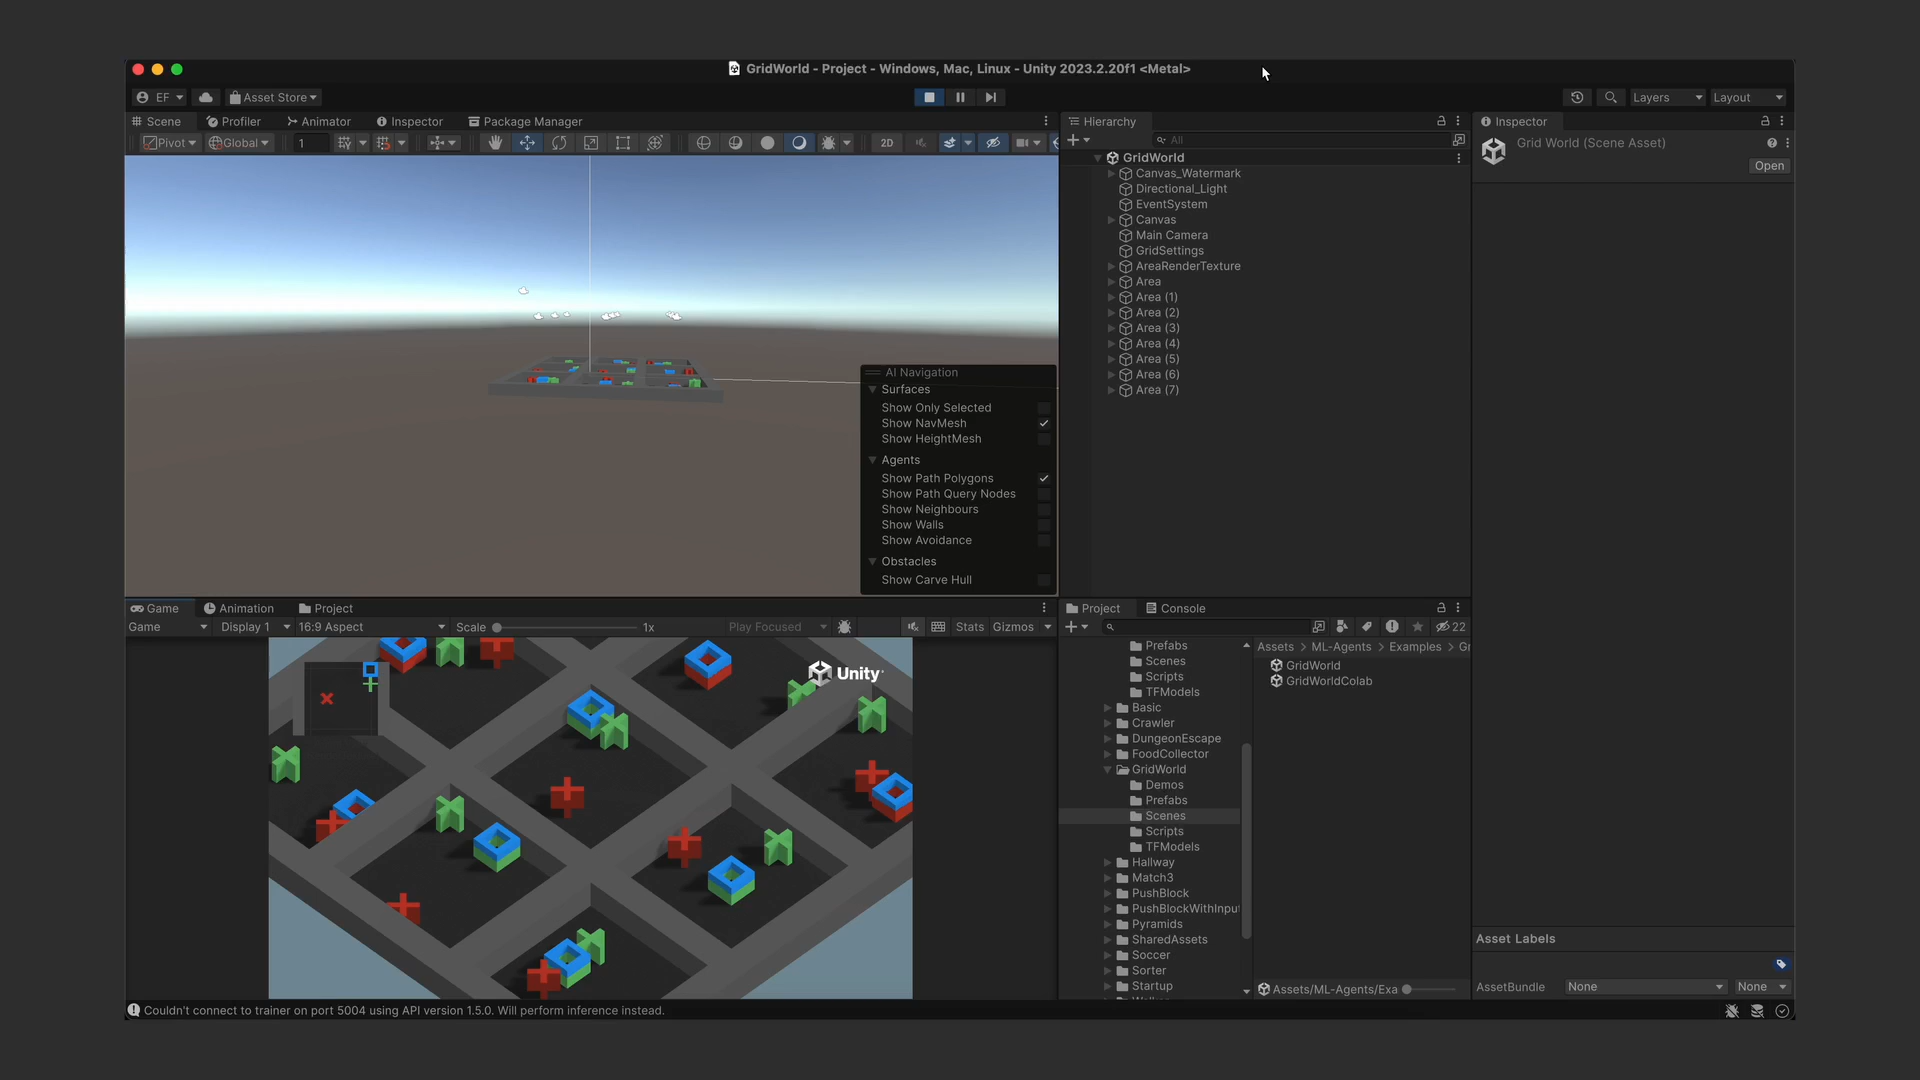 GridWorld - Project - Windows, Mac, Linux - Unity 2023.2.20f1 <Metal>
EF
Asset Store
Layers
Layout
Scene
Profiler
Animator
Inspector
Package Manager
Pivot
Global
1
2D
AI Navigation
Surfaces
Show Only Selected
Show NavMesh
Show HeightMesh
Agents
Show Path Polygons
Show Path Query Nodes
Show Neighbours
Show Walls
Show Avoidance
Obstacles
Show Carve Hull
Hierarchy
All
GridWorld
Canvas_Watermark
Directional_Light
EventSystem
Canvas
Main Camera
GridSettings
AreaRenderTexture
Area
Area (1)
Area (2)
Area (3)
Area (4)
Area (5)
Area (6)
Area (7)
Inspector
Grid World (Scene Asset)
Open
Game
Animation
Project
Game
Display 1
16:9 Aspect
Scale
1x
Play Focused
Stats
Gizmos
Unity
Project
Console
22
Prefabs
Scenes
Scripts
TFModels
Basic
Crawler
DungeonEscape
FoodCollector
GridWorld
Demos
Prefabs
Scenes
Scripts
TFModels
Hallway
Match3
PushBlock
PushBlockWithInpu
Pyramids
SharedAssets
Soccer
Sorter
Startup
Assets > ML-Agents > Examples > Gr
GridWorld
GridWorldColab
Assets/ML-Agents/Exa
Asset Labels
AssetBundle
None
None
Couldn't connect to trainer on port 5004 using API version 1.5.0. Will perform inference instead.